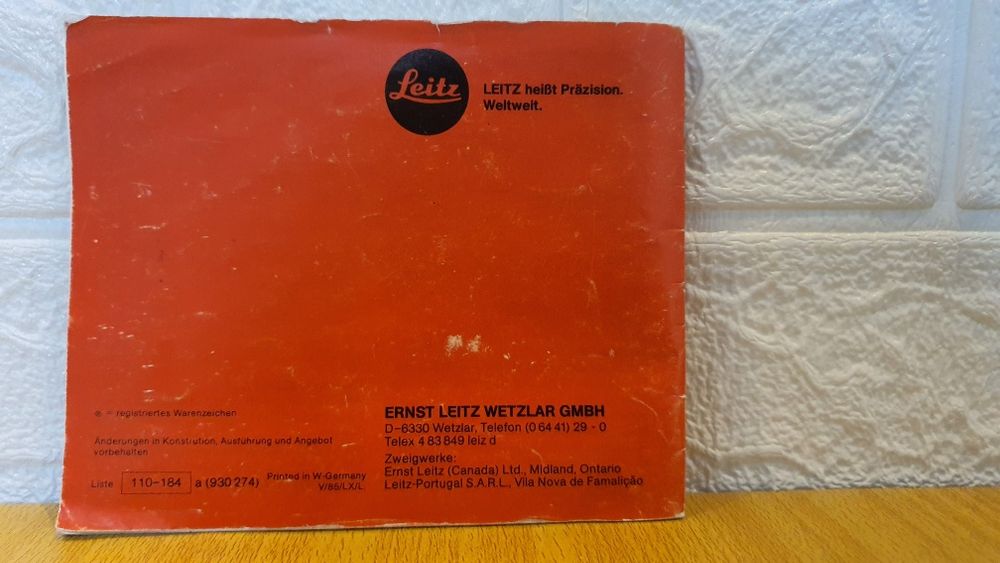 Leitz
LEITZ heißt Präzision.
Weltweit.
® = registriertes Warenzeichen
Änderungen in Konstrution, Ausführung und Angebot
vorbehalten
Liste 110-184 a (930 274)
Printed in W-Germany
V/85/LX/L
ERNST LEITZ WETZLAR GMBH
D-6330 Wetzlar, Telefon (0 64 41) 29 - 0
Telex 4 83 849 leiz d
Zweigwerke:
Ernst Leitz (Canada) Ltd., Midland, Ontario
Leitz-Portugal S.A.R.L., Vila Nova de Famalição